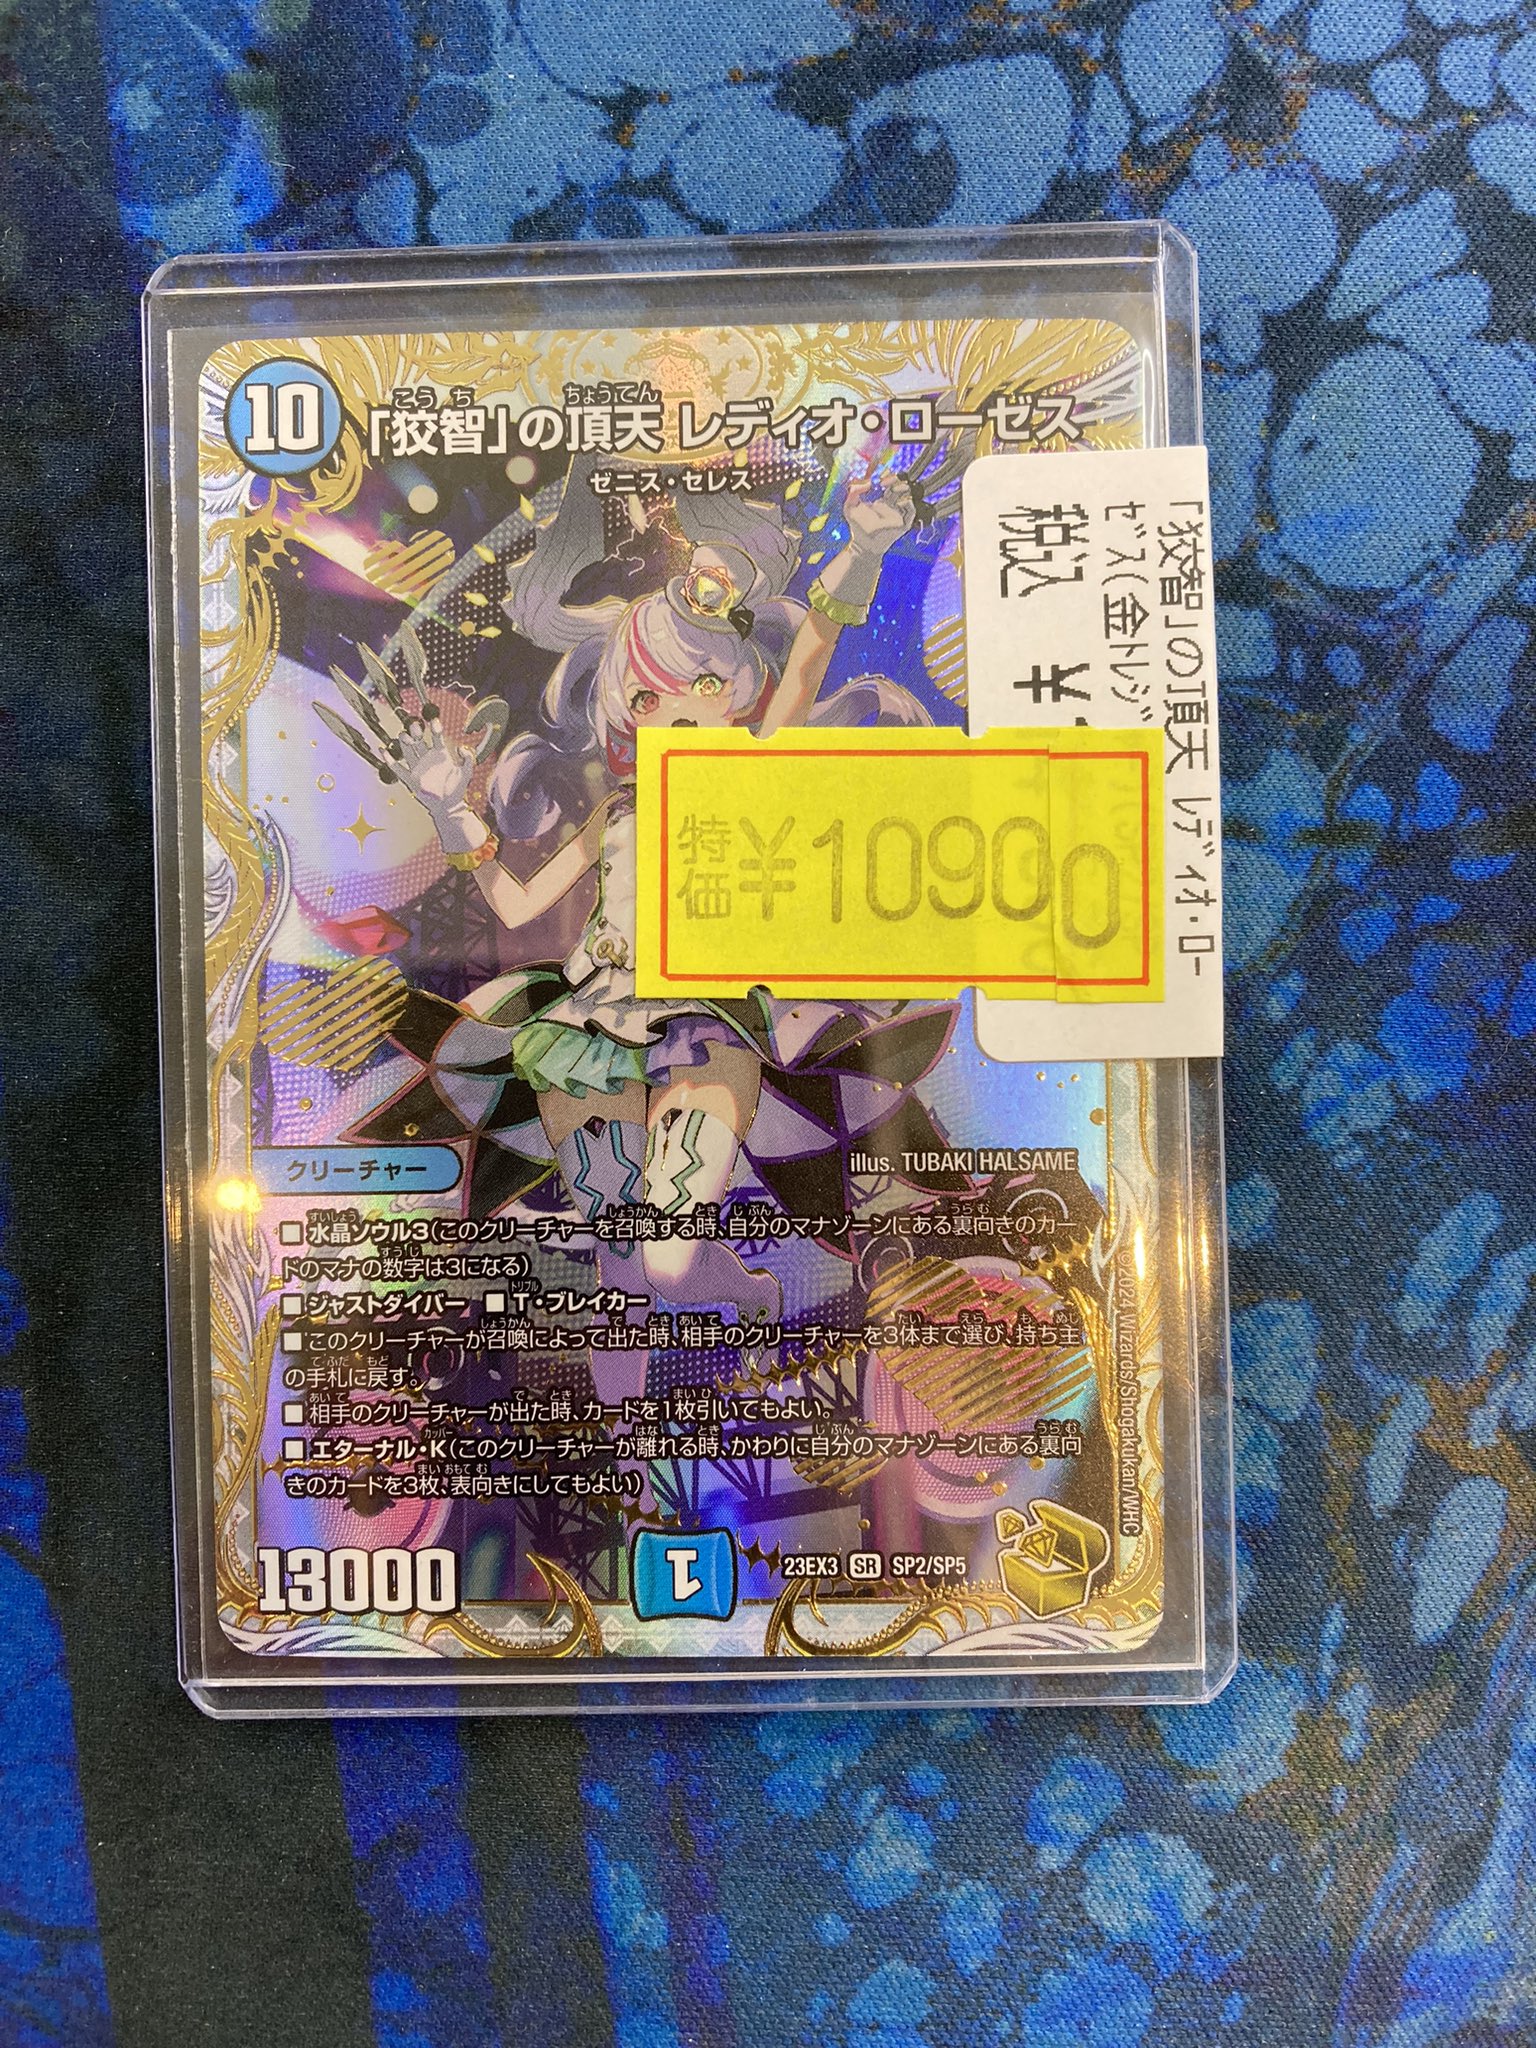 10
「狡智」の頂天 レディオ・ローゼス
こうち
ちょうてん
ゼニス・セレス
「狡智」の頂天 レディオ・ロー
ゼス(金トレジ
税込 ¥
特価 ¥10900
クリーチャー
illus. TUBAKI HALSAME
■水晶ソウル3(このクリーチャーを召喚する時、自分のマナゾーンにある裏向きのカー
ドのマナの数字は3になる)
■ジャストダイバー ■T・ブレイカー
■このクリーチャーが召喚によって出た時、相手のクリーチャーを3体まで選び、持ち主
の手札に戻す。
■相手のクリーチャーが出た時、カードを1枚引いてもよい。
■エターナル・K(このクリーチャーが離れる時、かわりに自分のマナゾーンにある裏向
きのカードを3枚、表向きにしてもよい)
13000
1
23EX3 SR SP2/SP5
©2024 Wizards/Shogakukan/WHC